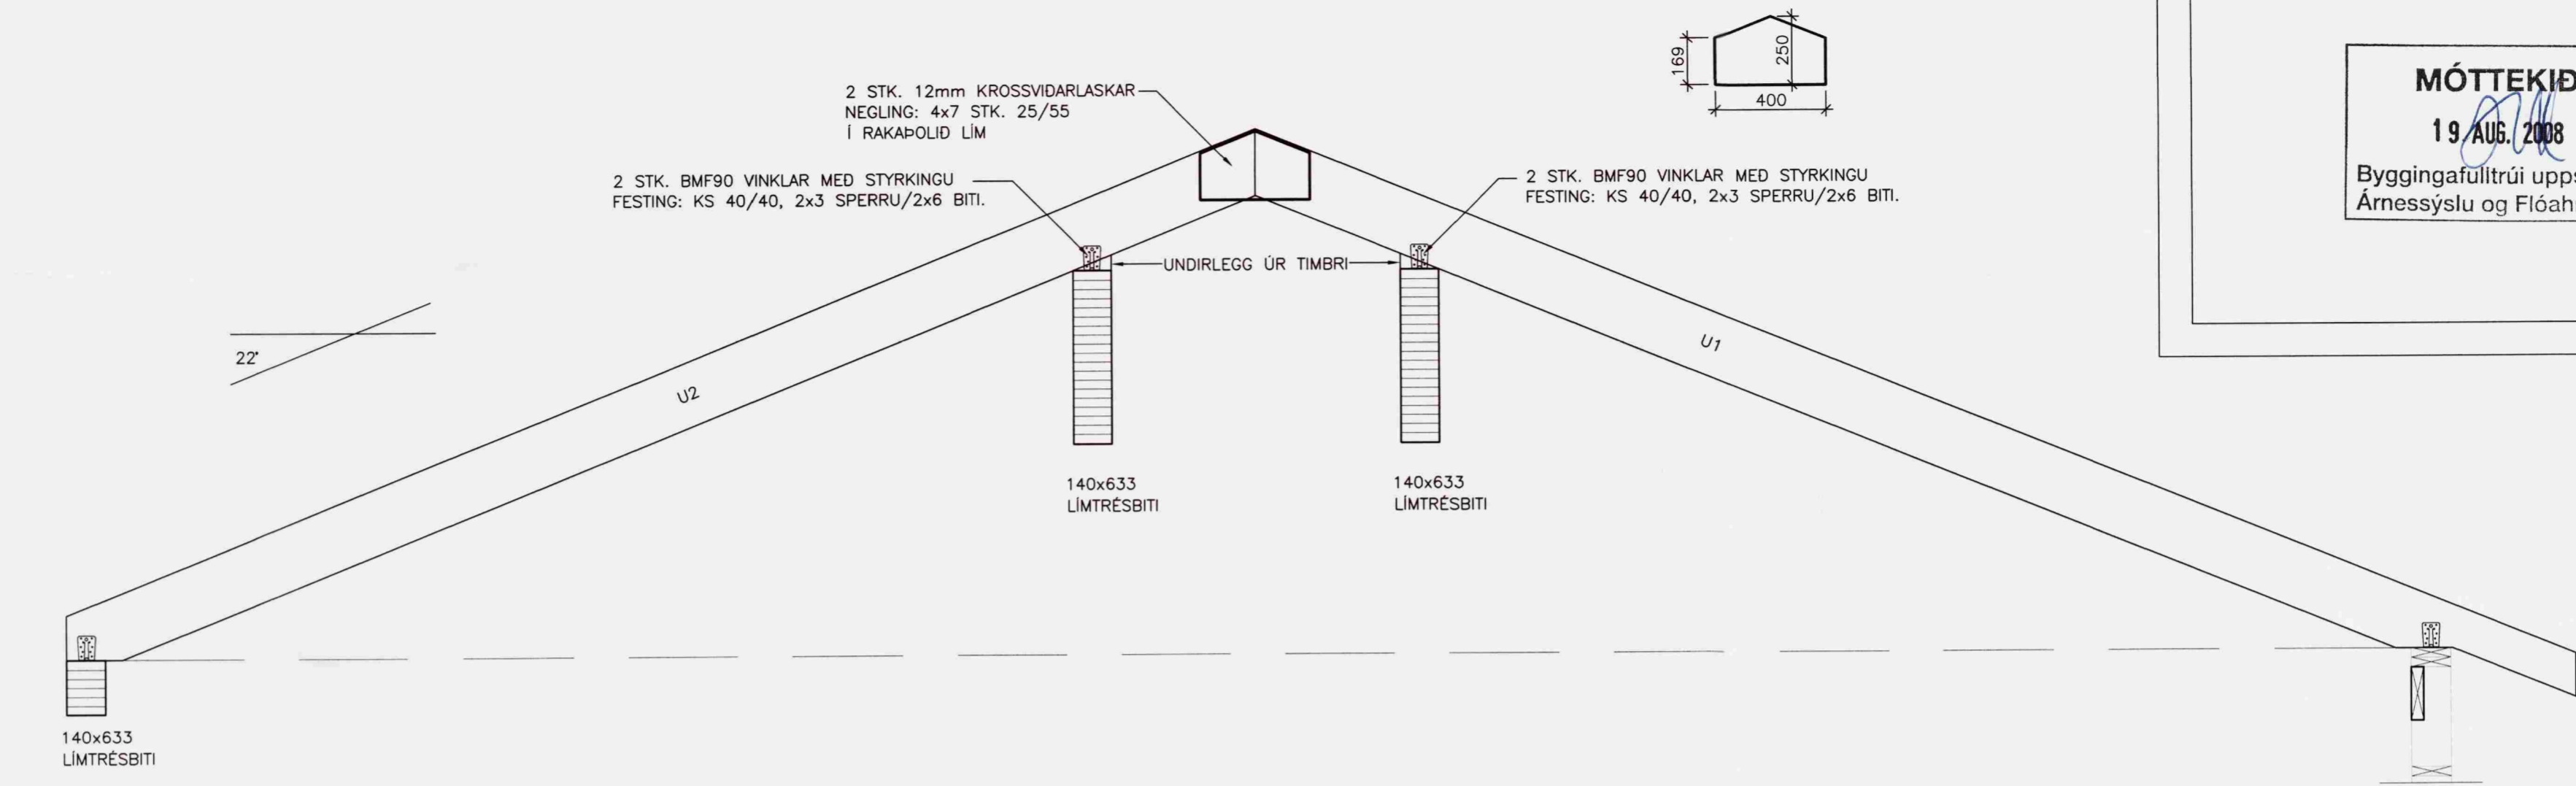 169
250
400
MÓTTEKIÐ
19. AUG. 2008
Byggingafulltrúi
Árnessýslu og
2 STK. 12mm KROSSVIÐARLASKAR
NEGLING: 4x7 STK. 25/55
Í RAKAÞOLIÐ LÍM
2 STK. BMF90 VINKLAR MEÐ STYRKINGU
FESTING: KS 40/40, 2x3 SPERRU/2x6 BITI.
2 STK. BMF90 VINKLAR MEÐ STYRKINGU
FESTING: KS 40/40, 2x3 SPERRU/2x6 BITI.
UNDIRLEGG ÚR TIMBRI
22°
U2
U1
140x633
LÍMTRÉSBITI
140x633
LÍMTRÉSBITI
140x633
LÍMTRÉSBITI